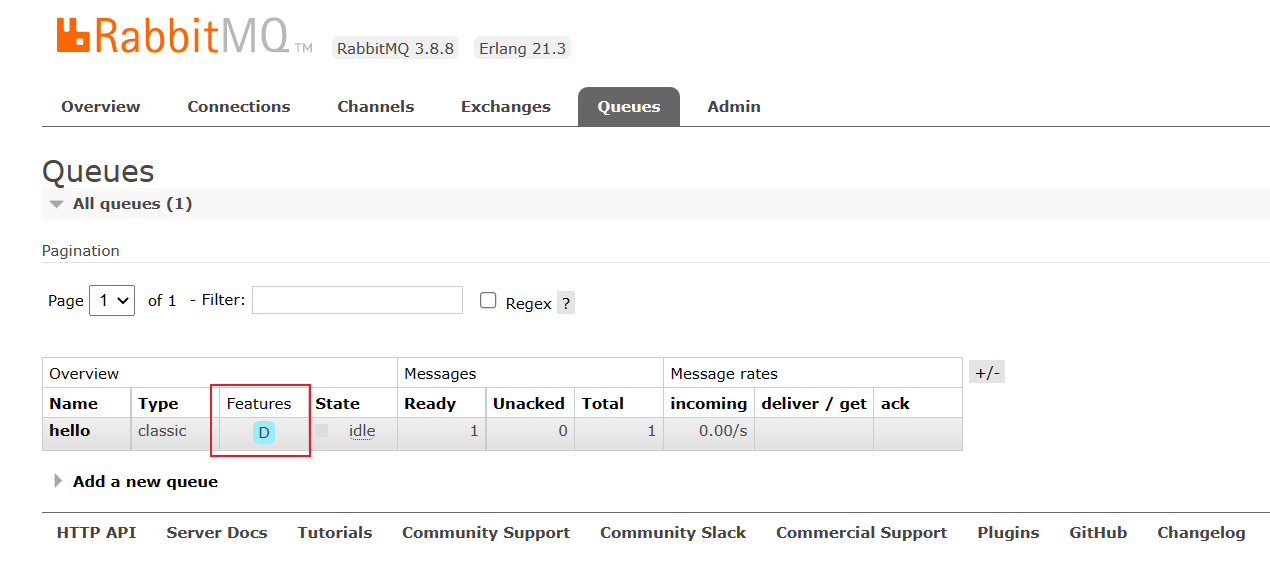 RabbitMQ TM RabbitMQ 3.8.8 Erlang 21.3
Overview Connections Channels Exchanges Queues Admin
Queues
All queues (1)
Pagination
Page 1 of 1 - Filter: Regex ?
Overview Messages Message rates +/-
Name Type Features State Ready Unacked Total incoming deliver / get ack
hello classic D idle 1 0 1 0.00/s
Add a new queue
HTTP API Server Docs Tutorials Community Support Community Slack Commercial Support Plugins GitHub Changelog